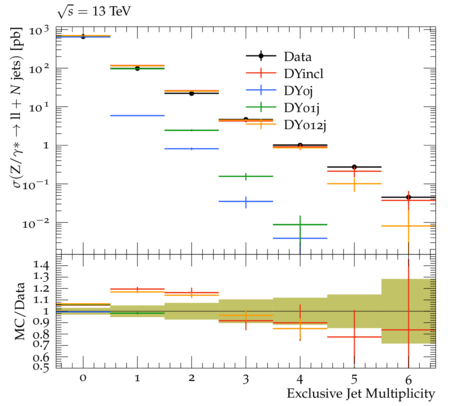 √s = 13 TeV
σ(Z/γ* → ll + N jets) [pb]
10³
10²
10¹
1
10⁻¹
10⁻²
Data
DYincl
DY0j
DY01j
DY012j
MC/Data
1.4
1.3
1.2
1.1
1
0.9
0.8
0.7
0.6
0.5
0 1 2 3 4 5 6
Exclusive Jet Multiplicity